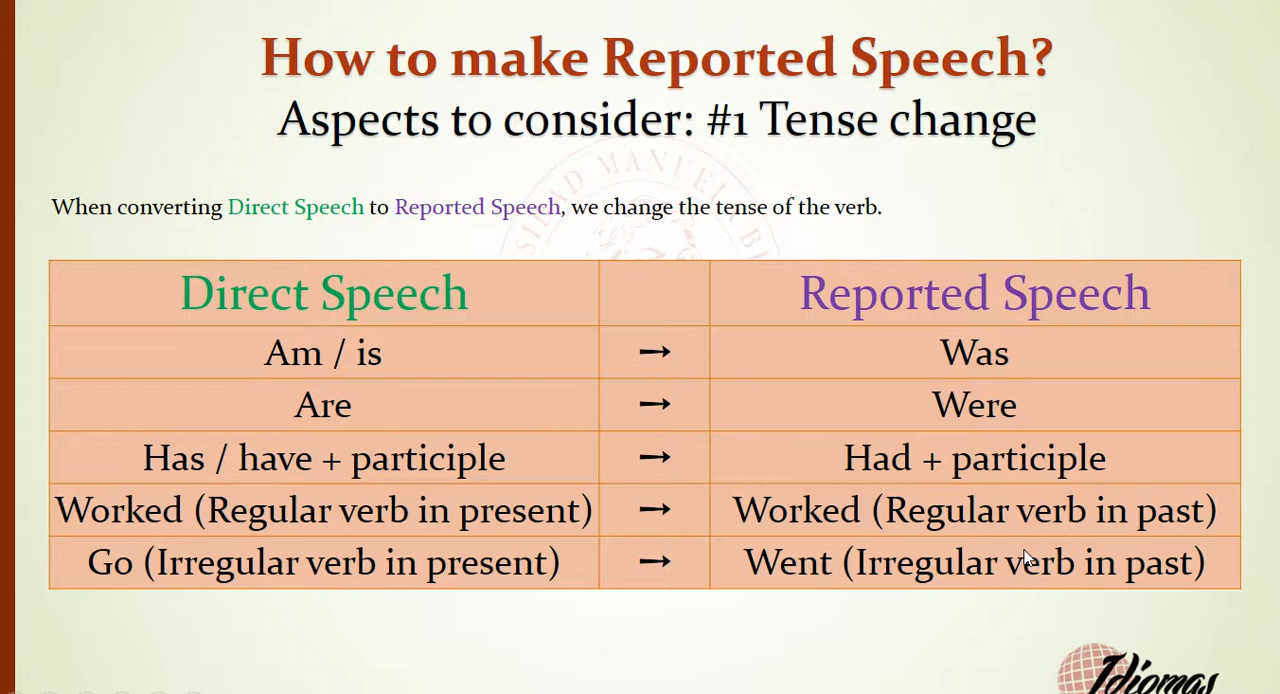 How to make Reported Speech?
Aspects to consider: #1 Tense change
When converting Direct Speech to Reported Speech, we change the tense of the verb.
Direct Speech Reported Speech
Am / is → Was
Are → Were
Has / have + participle → Had + participle
Worked (Regular verb in present) → Worked (Regular verb in past)
Go (Irregular verb in present) → Went (Irregular verb in past)
Idiomas